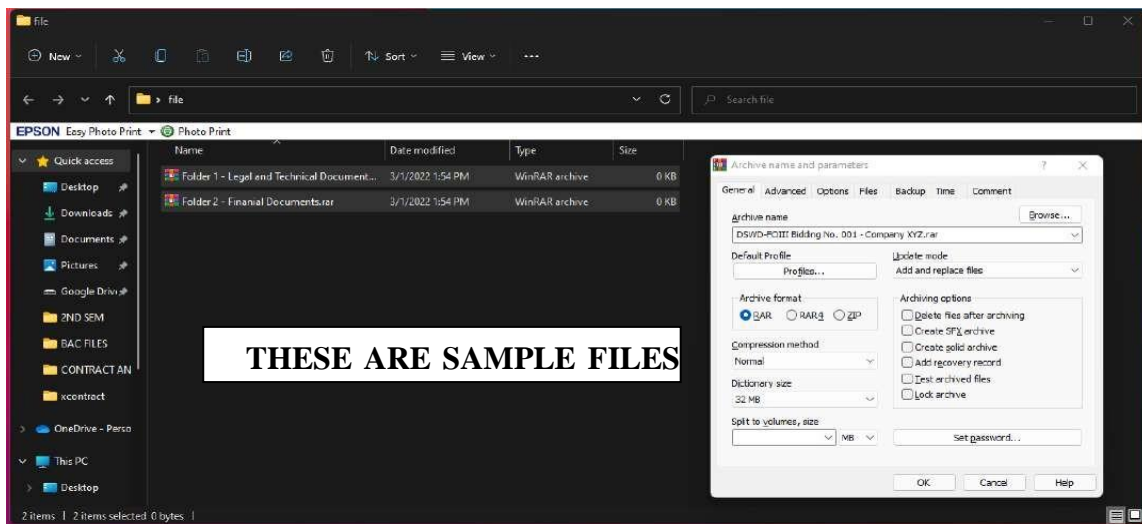 file
New
Sort
View
file
Search file
EPSON Easy Photo Print Photo Print
Name Date modified Type Size
Quick access
Folder 1 - Legal and Technical Document... 3/1/2022 1:54 PM WinRAR archive 0 KB
Desktop
Folder 2 - Finanial Documents.rar 3/1/2022 1:54 PM WinRAR archive 0 KB
Downloads
Documents
Pictures
Google Driv
2ND SEM
BAC FILES
CONTRACT AN
xcontract
OneDrive - Perso
This PC
Desktop
2 items 2 items selected 0 bytes
THESE ARE SAMPLE FILES
Archive name and parameters
General Advanced Options Files Backup Time Comment
Archive name
Browse...
DSWD-FOIII Bidding No. 001 - Company XYZ.rar
Default Profile
Profiles...
Update mode
Add and replace files
Archive format
RAR RAR4 ZIP
Compression method
Normal
Dictionary size
32 MB
Split to volumes, size
MB
Archiving options
Delete files after archiving
Create SFX archive
Create solid archive
Add recovery record
Test archived files
Lock archive
Set password...
OK Cancel Help